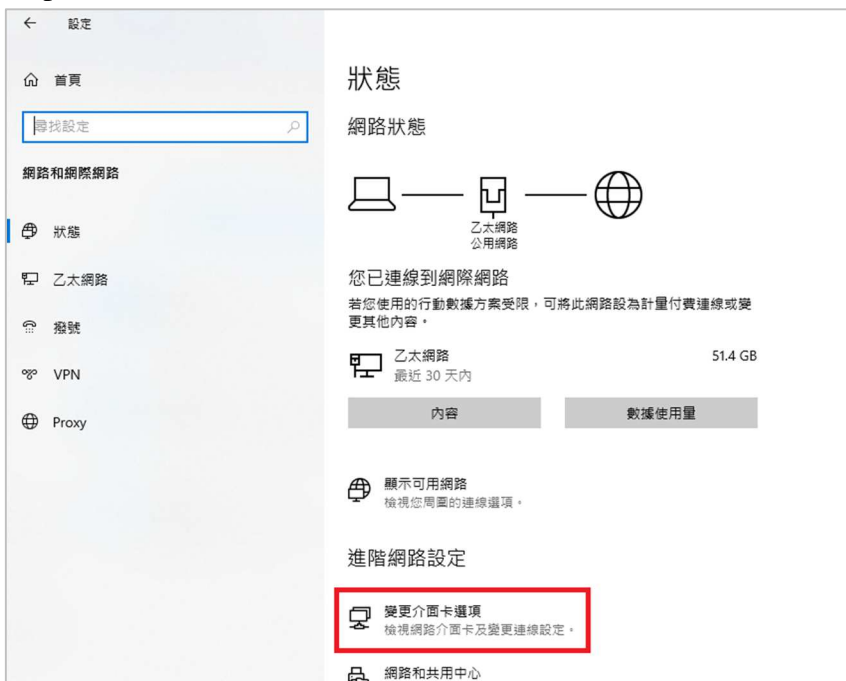 設定
首頁
尋找設定
網路和網際網路
狀態
乙太網路
撥號
VPN
Proxy
狀態
網路狀態
乙太網路
公用網路
您已連線到網際網路
若您使用的行動數據方案受限，可將此網路設為計量付費連線或變
更其他內容。
乙太網路
51.4 GB
最近 30 天內
內容
數據使用量
顯示可用網路
檢視您周圍的連線選項。
進階網路設定
變更介面卡選項
檢視網路介面卡及變更連線設定。
網路和共用中心